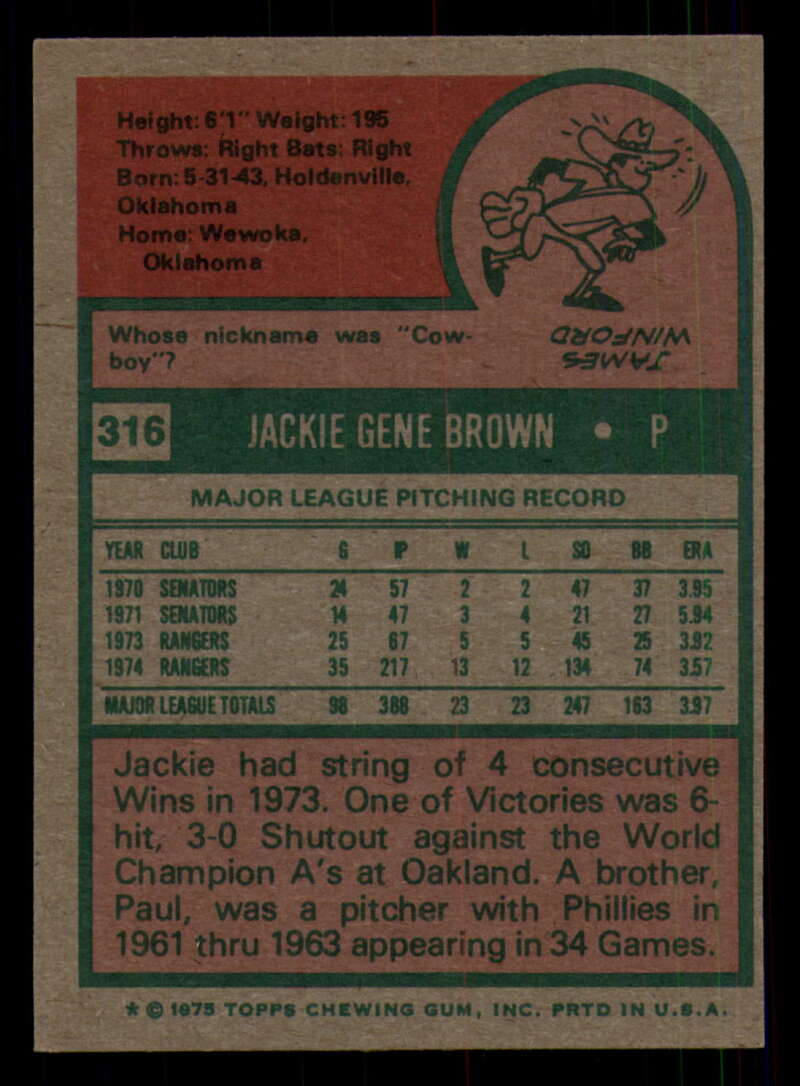 Height: 6'1" Weight: 195
Throws: Right Bats: Right
Born: 5-31-43, Holdenville,
Oklahoma
Home: Wewoka,
Oklahoma
Whose nickname was "Cow-
boy"?
JAMES
WINFORD
316 JACKIE GENE BROWN • P
MAJOR LEAGUE PITCHING RECORD
YEAR CLUB G IP W L SO BB ERA
1970 SENATORS 24 57 2 2 47 37 3.95
1971 SENATORS 14 47 3 4 21 27 5.94
1973 RANGERS 25 67 5 5 45 25 3.92
1974 RANGERS 35 217 13 12 134 74 3.57
MAJOR LEAGUE TOTALS 98 388 23 23 247 163 3.97
Jackie had string of 4 consecutive
Wins in 1973. One of Victories was 6-
hit, 3-0 Shutout against the World
Champion A's at Oakland. A brother,
Paul, was a pitcher with Phillies in
1961 thru 1963 appearing in 34 Games.
* © 1975 TOPPS CHEWING GUM, INC. PRTD IN U.S.A.